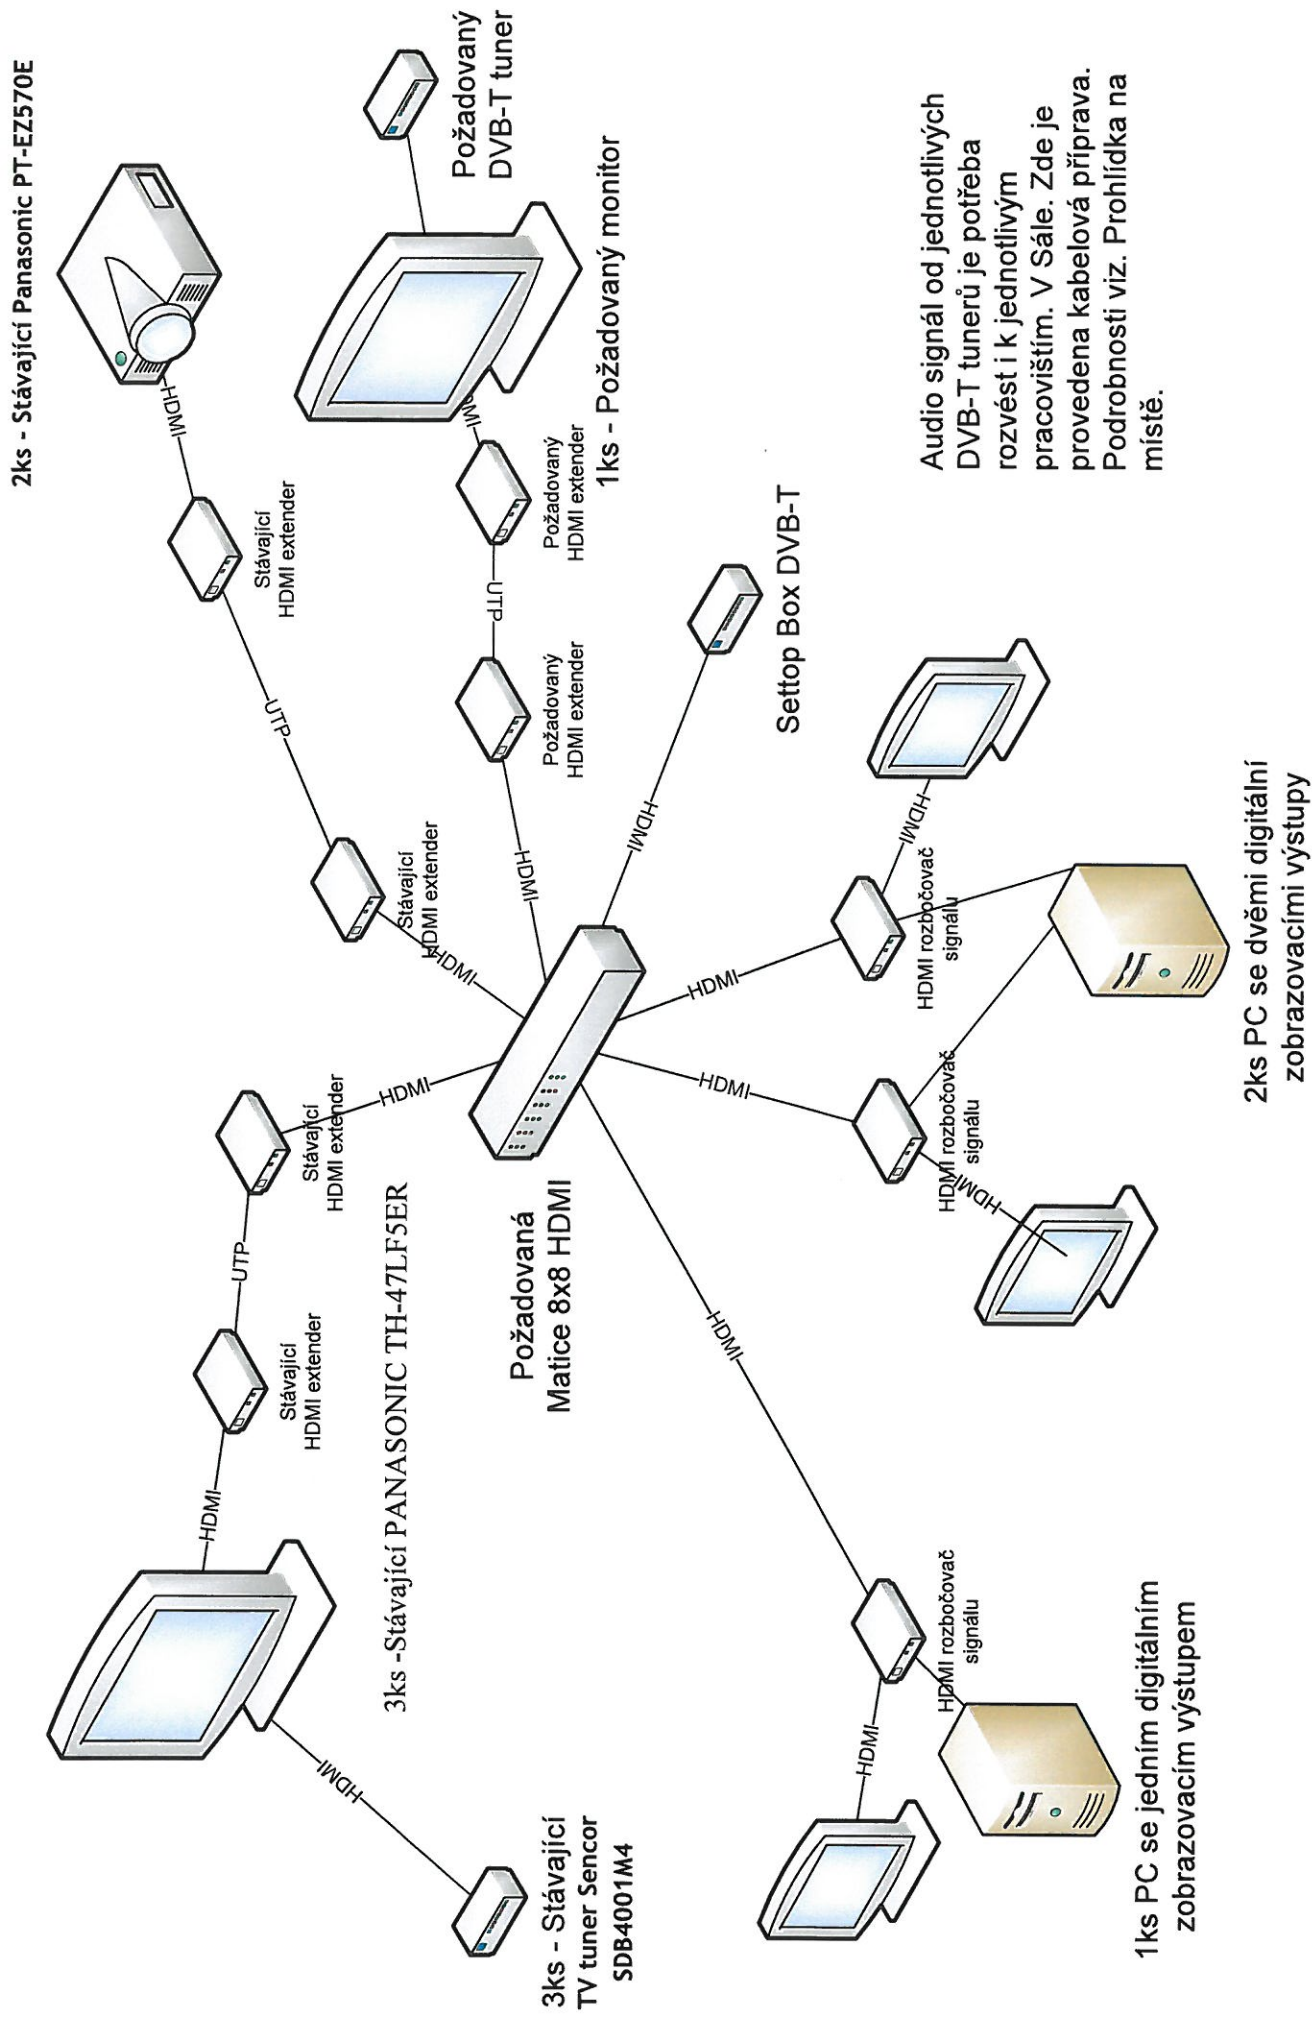 2ks - Stávající Panasonic PT-EZ570E
HDMI
UTP
HDMI
Stávající
HDMI extender
Stávající
HDMI extender
HDMI
3ks -Stávající PANASONIC TH-47LF5ER
HDMI
3ks - Stávající
TV tuner Sencor
SDB4001M4
HDMI
UTP
Stávající
HDMI extender
Stávající
HDMI extender
HDMI
Požadovaný
DVB-T tuner
1ks - Požadovaný monitor
MI
UTP
Požadovaný
HDMI extender
Požadovaný
HDMI extender
HDMI
Požadovaná
Matice 8x8 HDMI
HDMI
Settop Box DVB-T
HDMI
HDMI
HDMI
HDMI
HDMI rozbočovač
signálu
1ks PC se jedním digitálním
zobrazovacím výstupem
HDMI
HDMI rozbočovač
signálu
HDMI
HDMI rozbočovač
signálu
2ks PC se dvěmi digitální
zobrazovacími výstupy
Audio signál od jednotlivých
DVB-T tunerů je potřeba
rozvést i k jednotlivým
pracovištím. V Sále. Zde je
provedena kabelová příprava.
Podrobnosti viz. Prohlídka na
místě.